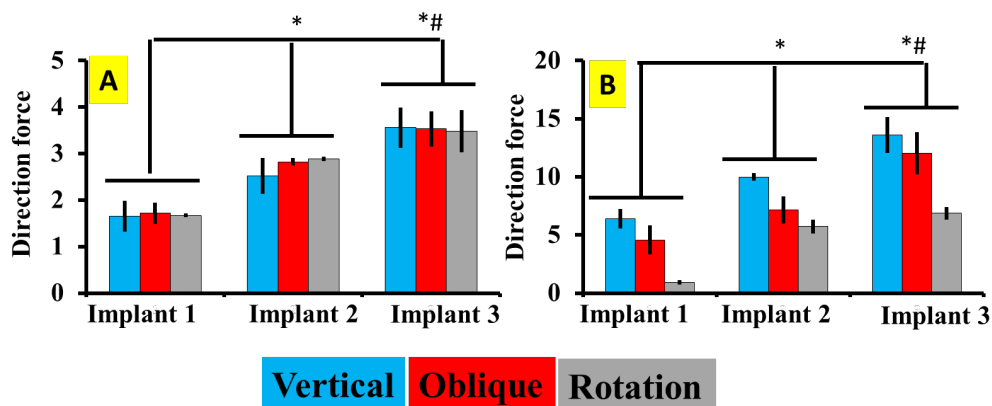 * *#
A
Direction force
5
4
3
2
1
0
Implant 1 Implant 2 Implant 3
* *#
B
Direction force
20
15
10
5
0
Implant 1 Implant 2 Implant 3
Vertical Oblique Rotation